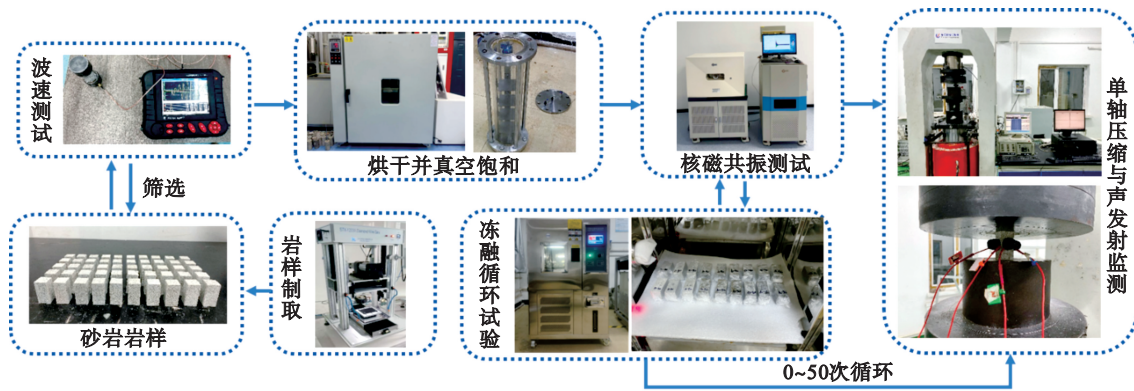 波速测试
烘干并真空饱和
核磁共振测试
单轴压缩与声发射监测
筛选
砂岩岩样
岩样制取
冻融循环试验
0~50次循环